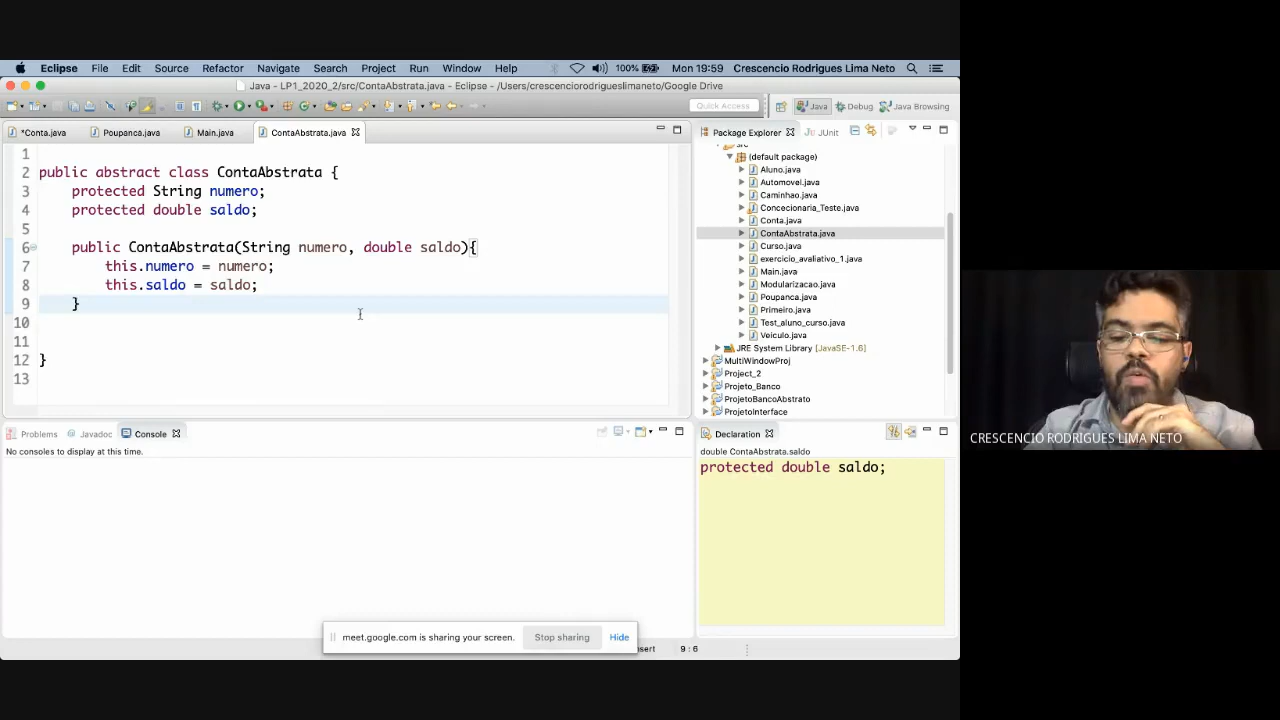 Eclipse File Edit Source Refactor Navigate Search Project Run Window Help 100% Mon 19:59 Crescencio Rodrigues Lima Neto
Java - LP1_2020_2/src/ContaAbstrata.java - Eclipse - /Users/crescenciorodrigueslimaneto/Google Drive
Quick Access Java Debug Java Browsing
*Conta.java Poupanca.java Main.java ContaAbstrata.java
1
2 public abstract class ContaAbstrata {
3 protected String numero;
4 protected double saldo;
5
6 public ContaAbstrata(String numero, double saldo){
7 this.numero = numero;
8 this.saldo = saldo;
9 }
10
11
12 }
13
Package Explorer JUnit
src
(default package)
Aluno.java
Automovel.java
Caminhao.java
Concecionaria_Teste.java
Conta.java
ContaAbstrata.java
Curso.java
exercicio_avaliativo_1.java
Main.java
Modularizacao.java
Poupanca.java
Primeiro.java
Test_aluno_curso.java
Veiculo.java
JRE System Library [JavaSE-1.6]
MultiWindowProj
Project_2
Projeto_Banco
ProjetoBancoAbstrato
ProjetoInterface
Problems Javadoc Console
No consoles to display at this time.
Declaration
double ContaAbstrata.saldo
protected double saldo;
CRESCENCIO RODRIGUES LIMA NETO
meet.google.com is sharing your screen. Stop sharing Hide
sert 9 : 6